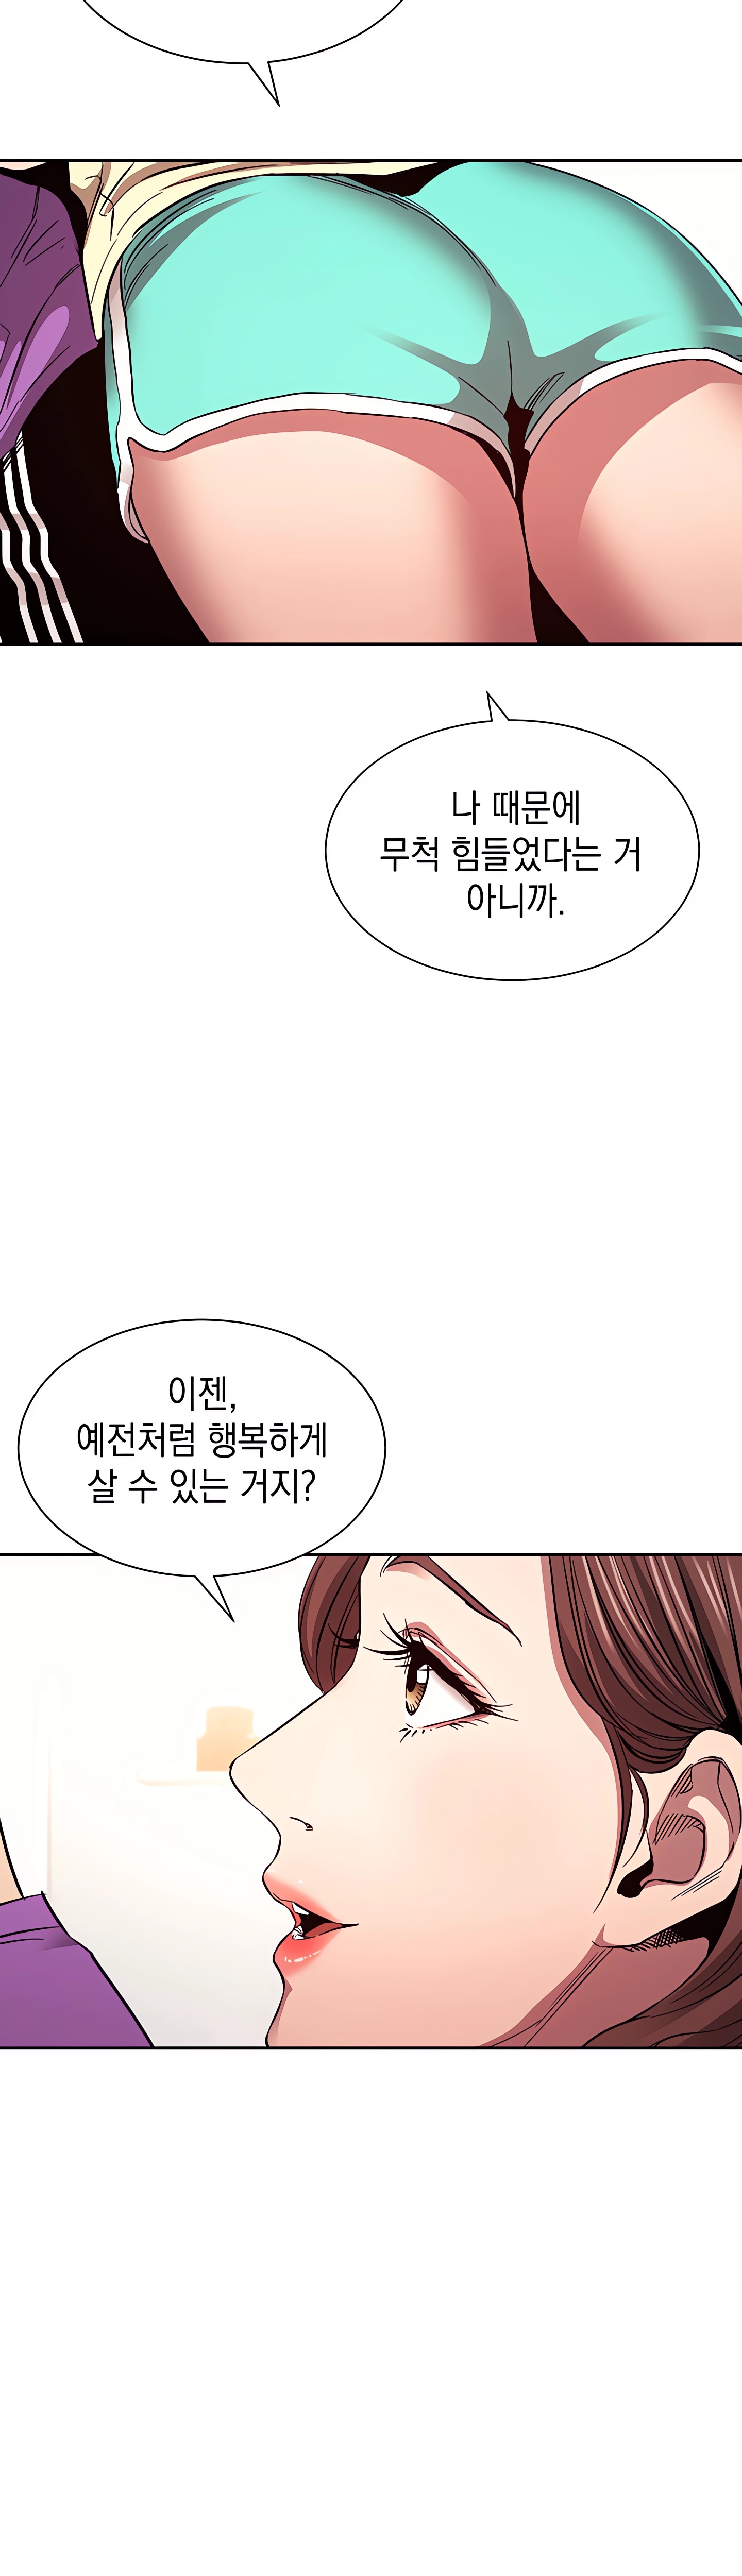 나 때문에
무척 힘들었다는 거
아니까.
이젠,
예전처럼 행복하게
살 수 있는 거지?